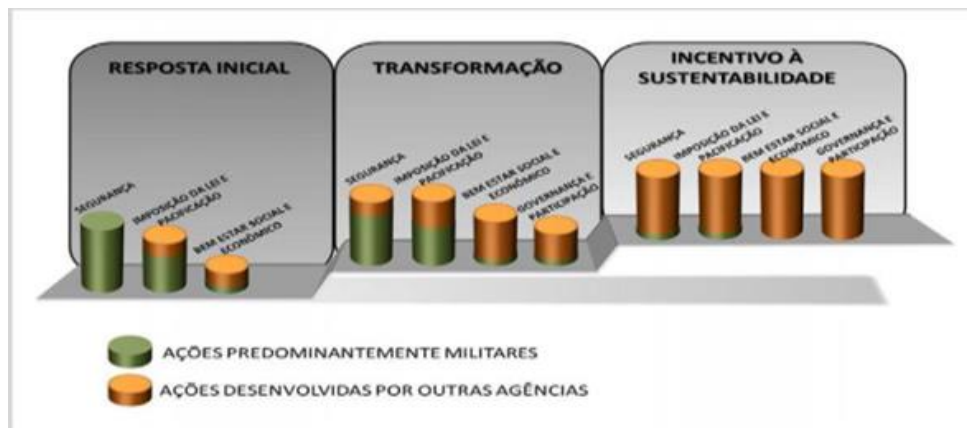 RESPOSTA INICIAL
SEGURANÇA
IMPOSIÇÃO DA LEI E
PACIFICAÇÃO
BEM ESTAR SOCIAL E
ECONÔMICO
TRANSFORMAÇÃO
SEGURANÇA
IMPOSIÇÃO DA LEI E
PACIFICAÇÃO
BEM ESTAR SOCIAL E
ECONÔMICO
GOVERNANÇA E
PARTICIPAÇÃO
INCENTIVO À
SUSTENTABILIDADE
SEGURANÇA
IMPOSIÇÃO DA LEI E
PACIFICAÇÃO
BEM ESTAR SOCIAL E
ECONÔMICO
GOVERNANÇA E
PARTICIPAÇÃO
AÇÕES PREDOMINANTEMENTE MILITARES
AÇÕES DESENVOLVIDAS POR OUTRAS AGÊNCIAS